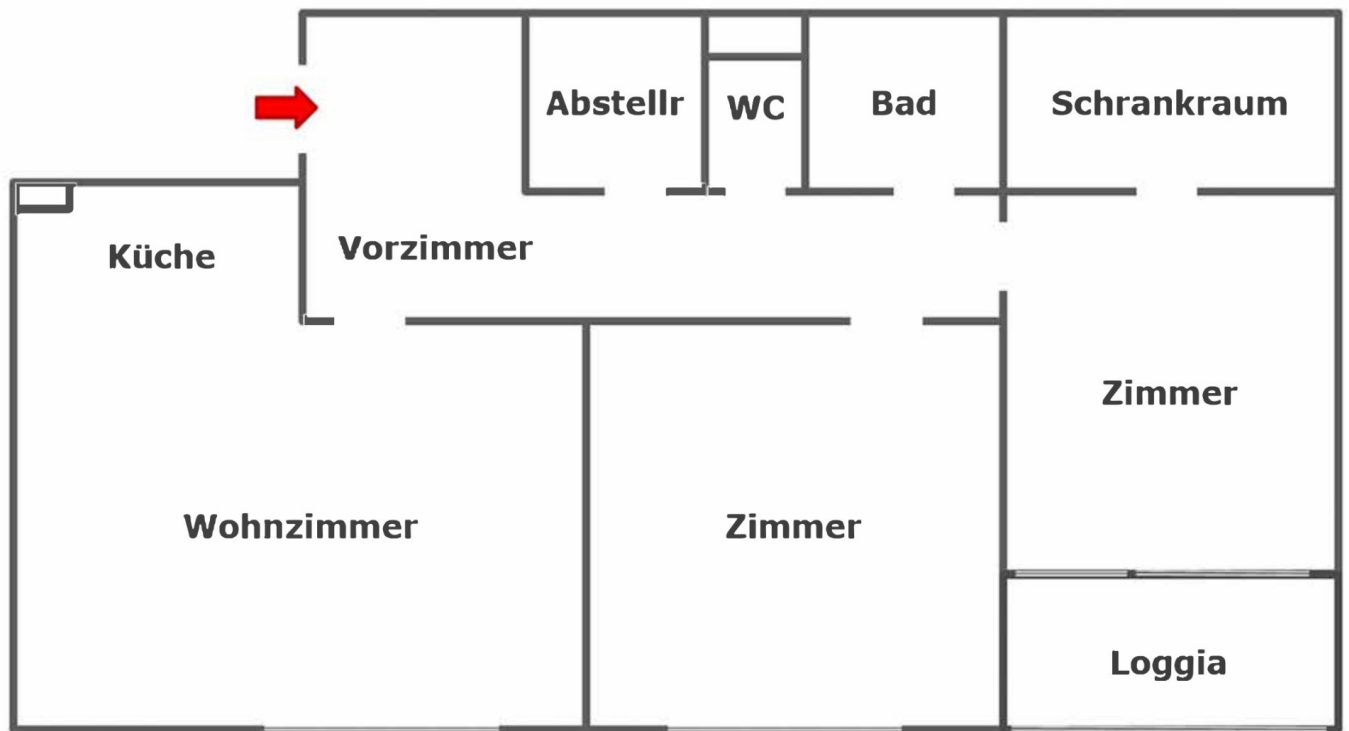 Abstellr
WC
Bad
Schrankraum
Küche
Vorzimmer
Zimmer
Wohnzimmer
Zimmer
Loggia